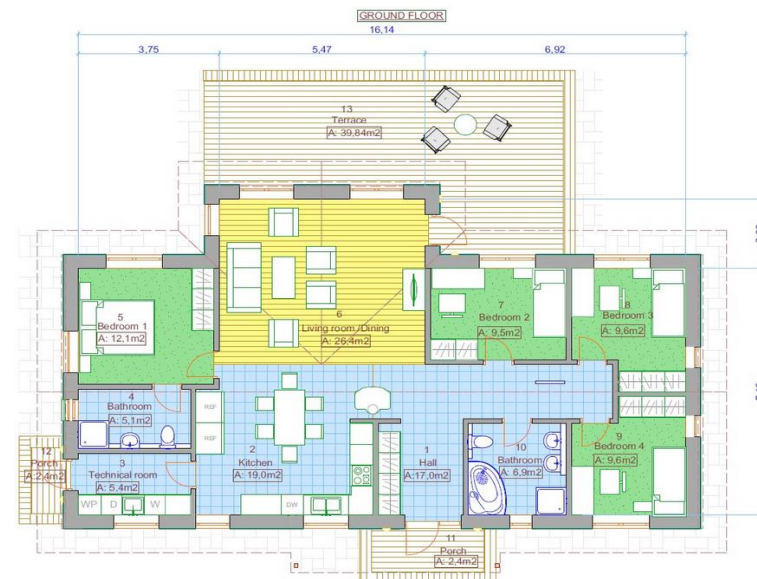 GROUND FLOOR
16,14
3,75
5,47
6,92
13
Terrace
A: 39,84m2
6
Living room /Dining
A: 26,4m2
5
Bedroom 1
A: 12,1m2
7
Bedroom 2
A: 9,5m2
8
Bedroom 3
A: 9,6m2
4
Bathroom
A: 5,1m2
REF
REF
12
Porch
A:2,4m2
3
Technical room
A: 5,4m2
2
Kitchen
A: 19,0m2
1
Hall
A:17,0m2
10
Bathroom
A: 6,9m2
9
Bedroom 4
A: 9,6m2
WP
D
W
DW
11
Porch
A: 2,4m2